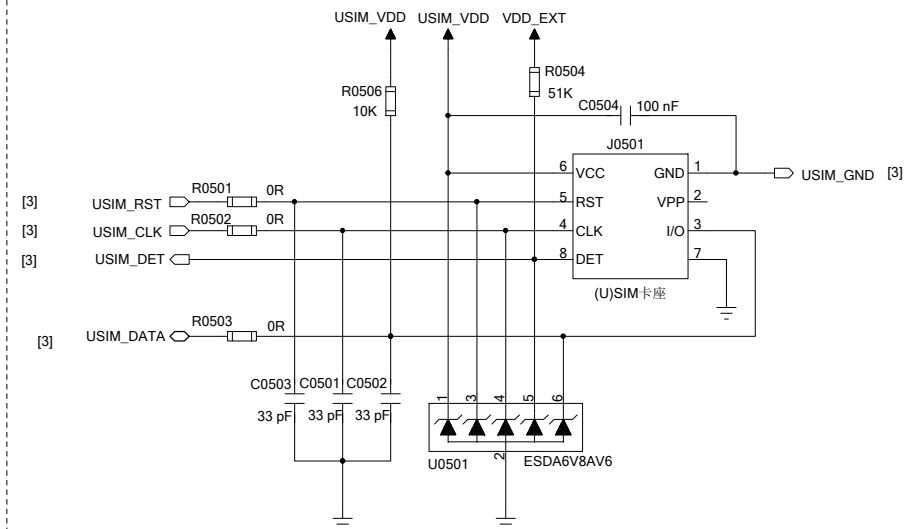 USIM_VDD USIM_VDD VDD_EXT
R0504
51K
R0506
10K
C0504 100 nF
J0501
6 VCC GND 1 USIM_GND [3]
[3] USIM_RST R0501 0R 5 RST VPP 2
[3] USIM_CLK R0502 0R 4 CLK I/O 3
[3] USIM_DET 8 DET 7
(U)SIM卡座
[3] USIM_DATA R0503 0R
C0503 C0501 C0502
33 pF 33 pF 33 pF
1 3 4 5 6
U0501 2 ESDA6V8AV6